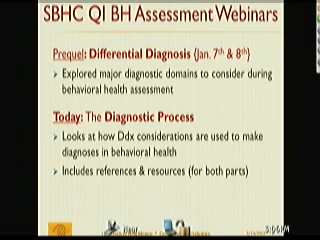 SBHC QI BH Assessment Webinars
Prequel: Differential Diagnosis (Jan. 7th & 8th)
➢ Explored major diagnostic domains to consider during
behavioral health assessment
Today: The Diagnostic Process
➢ Looks at how Ddx considerations are used to make
diagnoses in behavioral health
➢ Includes references & resources (for both parts)